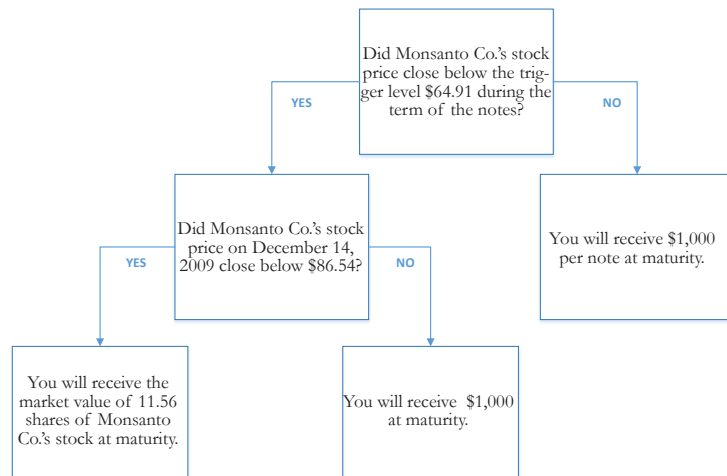 Did Monsanto Co.'s stock
price close below the trig-
ger level $64.91 during the
term of the notes?
YES
NO
Did Monsanto Co.'s stock
price on December 14,
2009 close below $86.54?
You will receive $1,000
per note at maturity.
YES
NO
You will receive the
market value of 11.56
shares of Monsanto
Co.'s stock at maturity.
You will receive $1,000
at maturity.